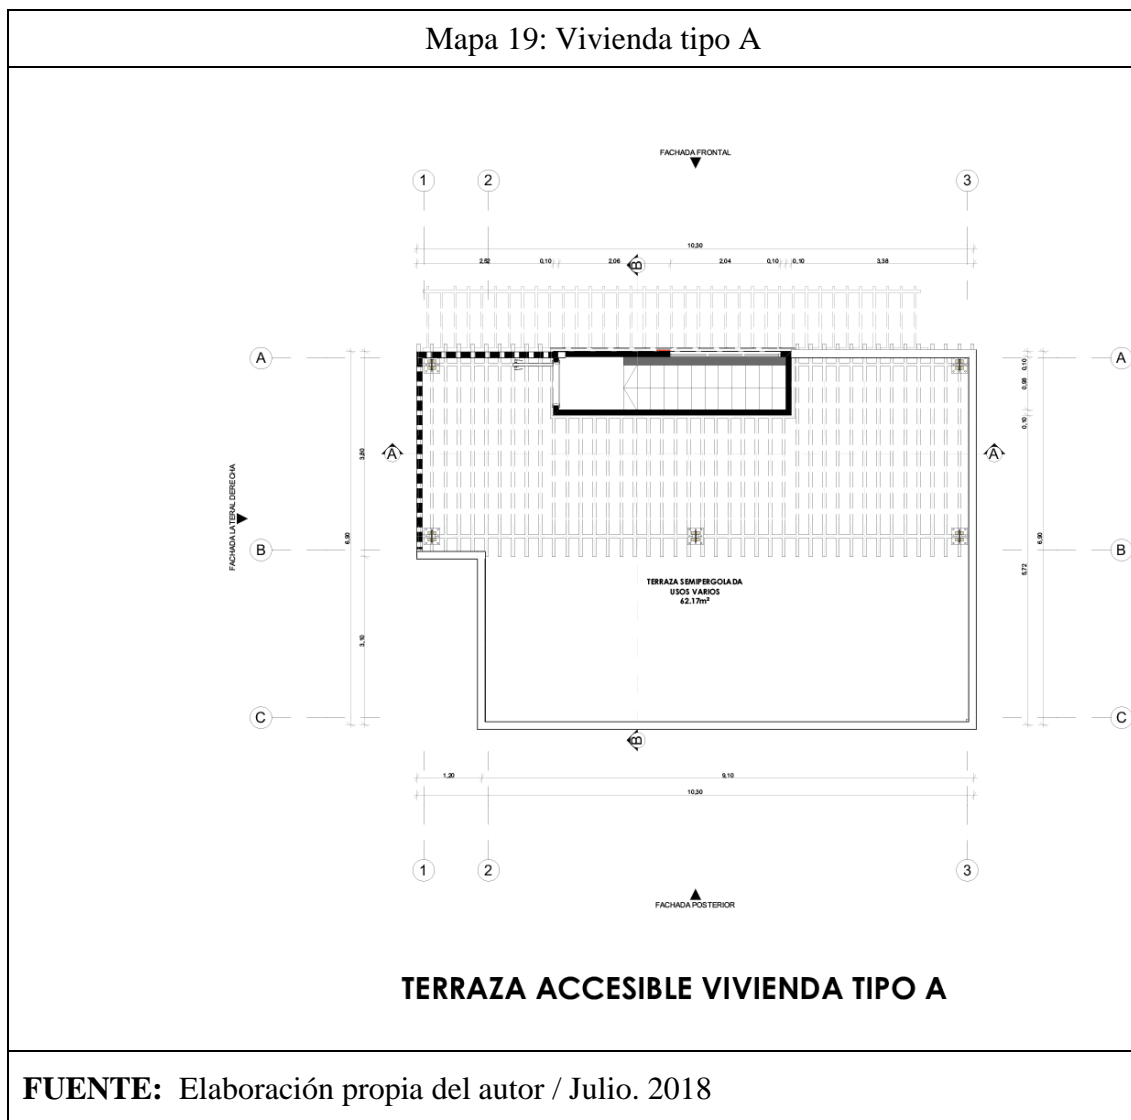 Mapa 19: Vivienda tipo A
FACHADA FRONTAL
1 2 3
10,30
2,52 0,10 2,06 B 2,04 0,10 0,10 3,38
A A
0,10
0,98
0,10
A A
3,80
FACHADA LATERAL DERECHA
6,90 6,90
B B
5,72
TERRAZA SEMIPERGOLADA
USOS VARIOS
62.17m²
3,10
C C
B
1,20 9,10
10,30
1 2 3
FACHADA POSTERIOR
TERRAZA ACCESIBLE VIVIENDA TIPO A
FUENTE: Elaboración propia del autor / Julio. 2018